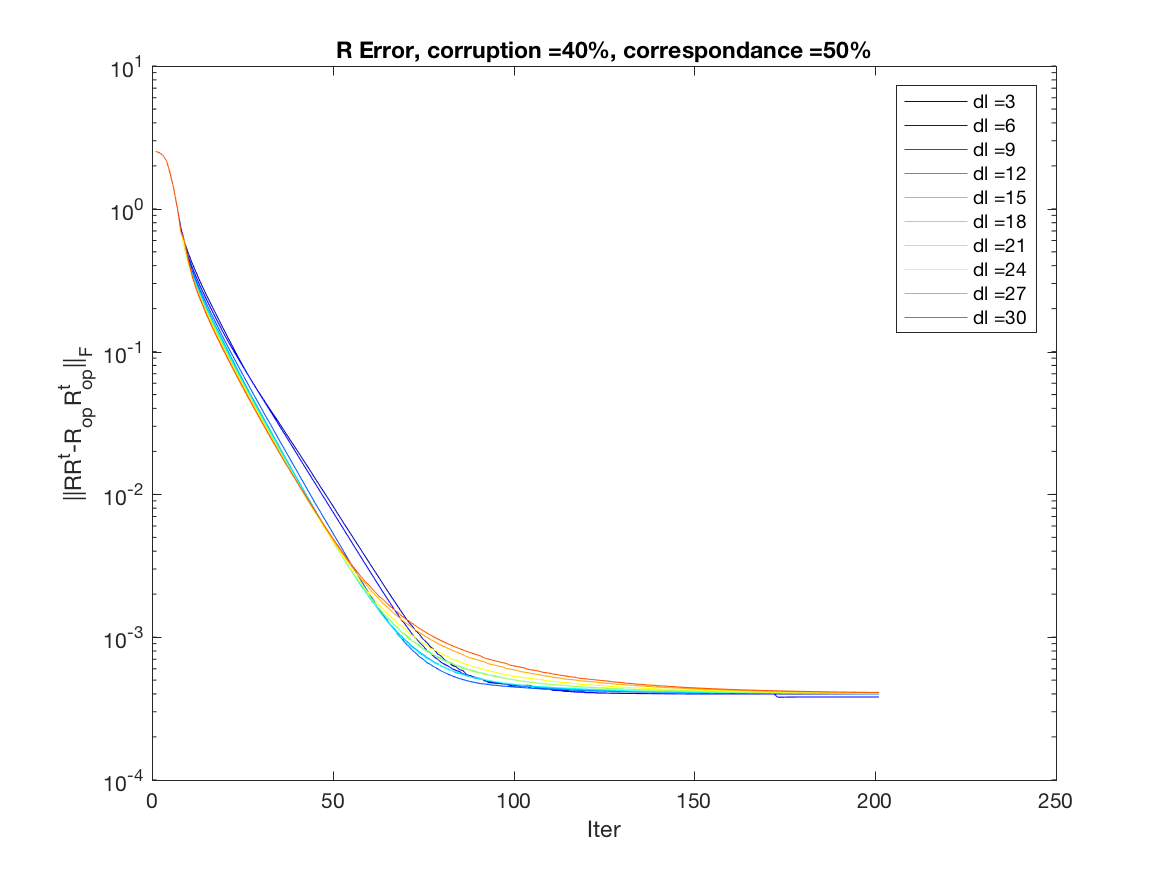 R Error, corruption =40%, correspondance =50%
10^1
10^0
10^-1
10^-2
10^-3
10^-4
||RR^t-R_op R_op^t||_F
0 50 100 150 200 250
Iter
dl =3
dl =6
dl =9
dl =12
dl =15
dl =18
dl =21
dl =24
dl =27
dl =30